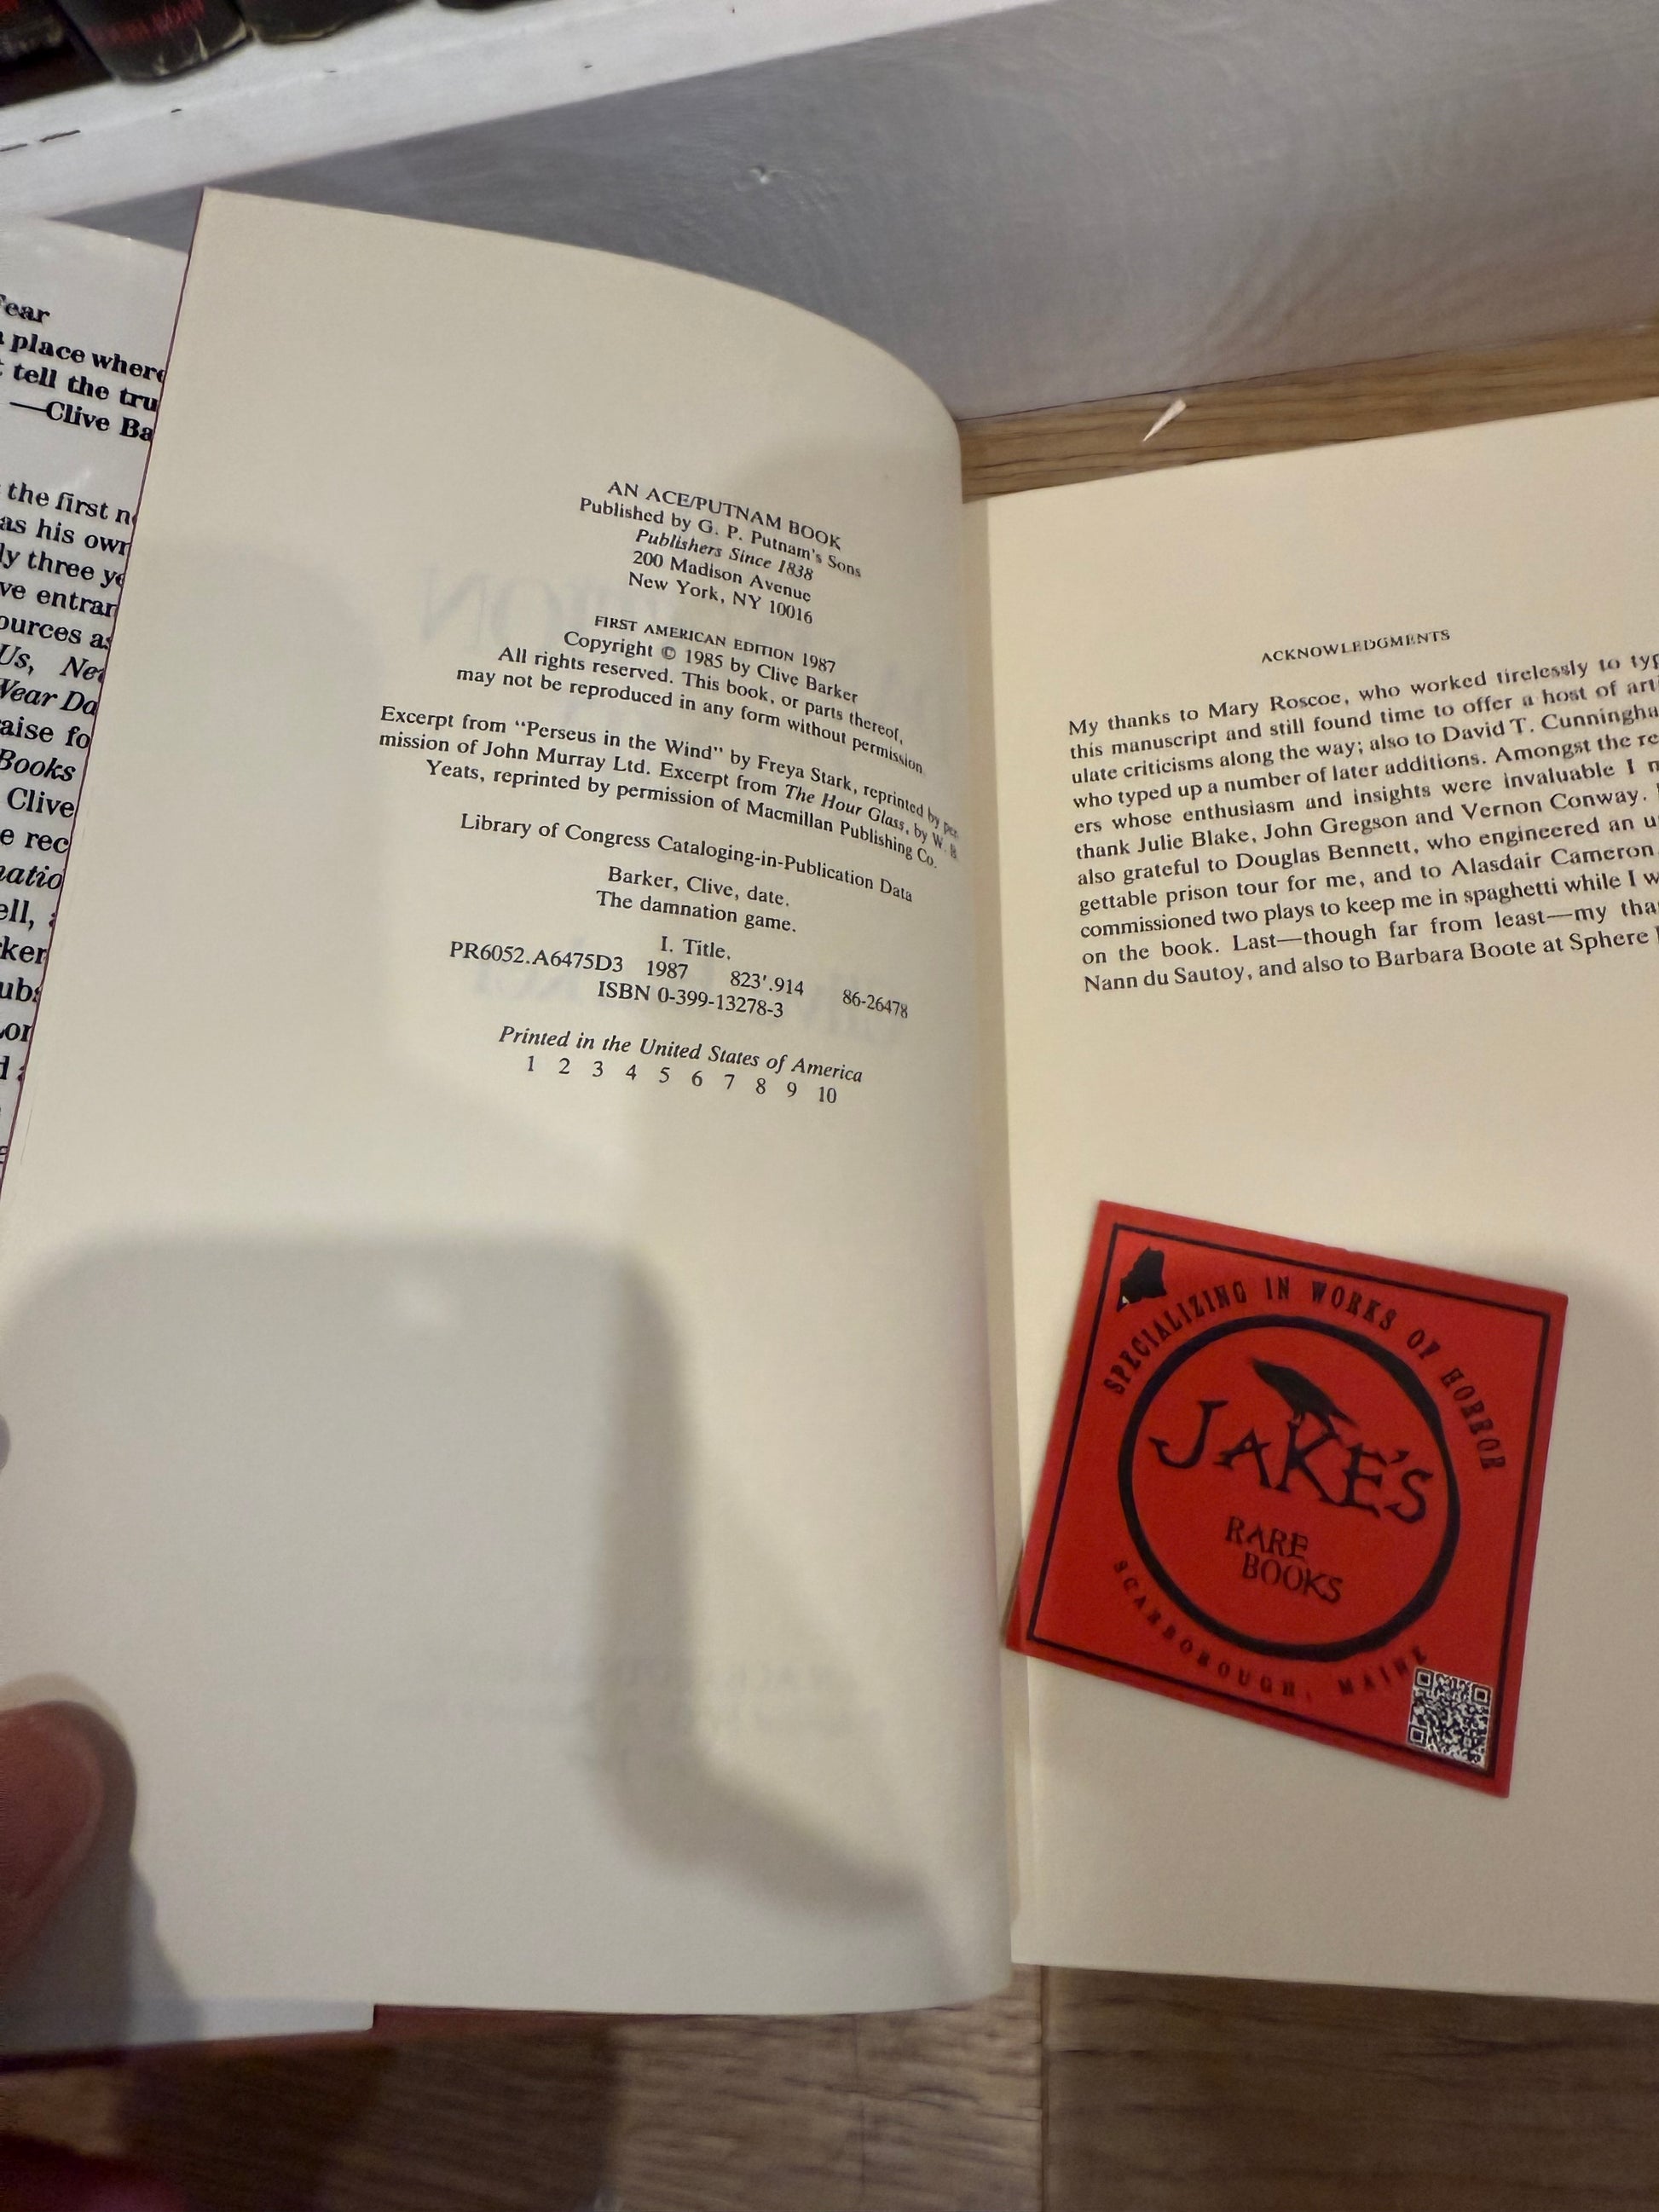 Fear
place where
tell the tru
—Clive Ba
the first
as his own
ly three
ve entran
ources as
Us,
Wear Da
aise fo
Books
Clive
e rec
natio
ell,
ker
AN ACE/PUTNAM BOOK
Published by G. P. Putnam's Sons
Publishers Since 1838
200 Madison Avenue
New York, NY 10016
FIRST AMERICAN EDITION 1987
Copyright © 1985 by Clive Barker
All rights reserved. This book, or parts thereof,
may not be reproduced in any form without permission
Excerpt from “Perseus in the Wind” by Freya Stark, reprinted by per-
mission of John Murray Ltd. Excerpt from The Hour Glass, by W. B.
Yeats, reprinted by permission of Macmillan Publishing Co.
Library of Congress Cataloging-in-Publication Data
Barker, Clive, date.
The damnation game.
I. Title.
PR6052.A6475D3 1987 823′.914 86-26478
ISBN 0-399-13278-3
Printed in the United States of America
1 2 3 4 5 6 7 8 9 10
ACKNOWLEDGMENTS
My thanks to Mary Roscoe, who worked tirelessly to typ
this manuscript and still found time to offer a host of arti
ulate criticisms along the way; also to David T. Cunningha
who typed up a number of later additions. Amongst the re
ers whose enthusiasm and insights were invaluable I
thank Julie Blake, John Gregson and Vernon Conway.
also grateful to Douglas Bennett, who engineered an u
gettable prison tour for me, and to Alasdair Cameron
commissioned two plays to keep me in spaghetti while I w
on the book. Last—though far from least—my tha
Nann du Sautoy, and also to Barbara Boote at Sphere
SPECIALIZING IN WORKS OF HORROR
JAKE'S
RARE
BOOKS
SCARBOROUGH, MAINE